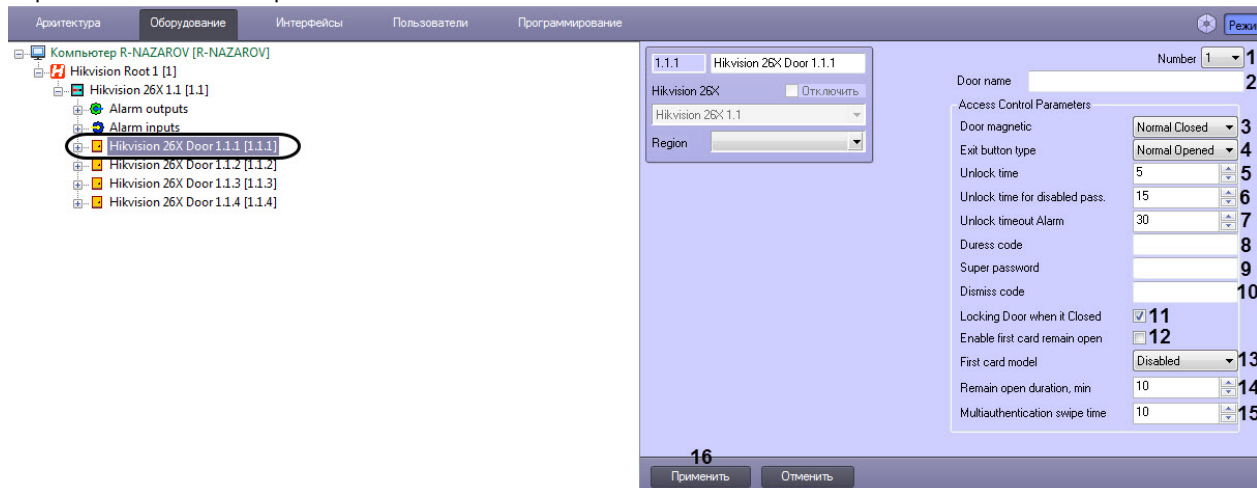 Архитектура Оборудование Интерфейсы Пользователи Программирование
Компьютер R-NAZAROV [R-NAZAROV]
Hikvision Root 1 [1]
Hikvision 26X 1.1 [1.1]
Alarm outputs
Alarm inputs
Hikvision 26X Door 1.1.1 [1.1.1]
Hikvision 26X Door 1.1.2 [1.1.2]
Hikvision 26X Door 1.1.3 [1.1.3]
Hikvision 26X Door 1.1.4 [1.1.4]
1.1.1 Hikvision 26X Door 1.1.1
Hikvision 26X Отключить
Hikvision 26X 1.1
Region
Number 1 1
Door name 2
Access Control Parameters
Door magnetic Normal Closed 3
Exit button type Normal Opened 4
Unlock time 5 5
Unlock time for disabled pass. 15 6
Unlock timeout Alarm 30 7
Duress code 8
Super password 9
Dismiss code 10
Locking Door when it Closed 11
Enable first card remain open 12
First card model Disabled 13
Remain open duration, min 10 14
Multiauthentication swipe time 10 15
16
Применить Отменить